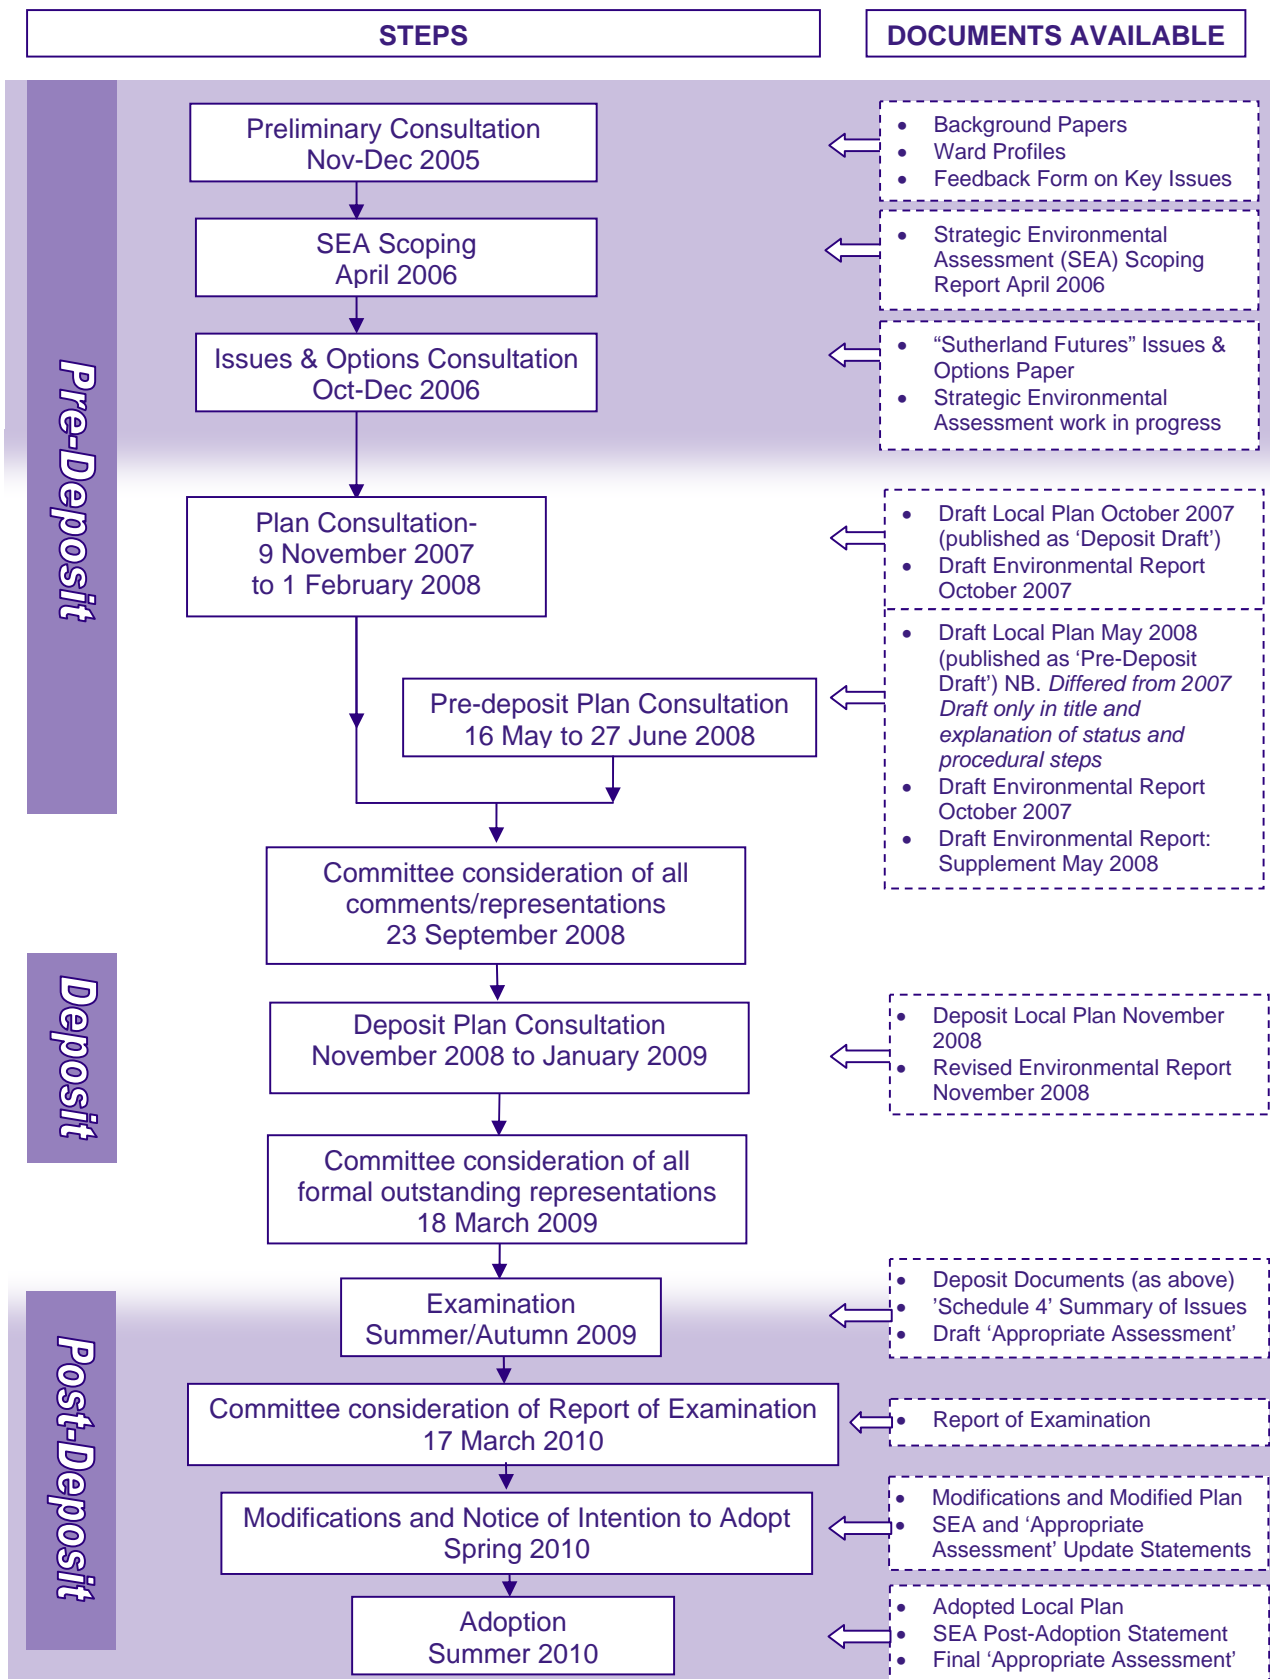 STEPS
DOCUMENTS AVAILABLE
Pre-Deposit
Preliminary Consultation
Nov-Dec 2005
• Background Papers
• Ward Profiles
• Feedback Form on Key Issues
SEA Scoping
April 2006
• Strategic Environmental
Assessment (SEA) Scoping
Report April 2006
Issues & Options Consultation
Oct-Dec 2006
• “Sutherland Futures” Issues &
Options Paper
• Strategic Environmental
Assessment work in progress
Plan Consultation-
9 November 2007
to 1 February 2008
• Draft Local Plan October 2007
(published as ‘Deposit Draft’)
• Draft Environmental Report
October 2007
Pre-deposit Plan Consultation
16 May to 27 June 2008
• Draft Local Plan May 2008
(published as ‘Pre-Deposit
Draft’) NB. Differed from 2007
Draft only in title and
explanation of status and
procedural steps
• Draft Environmental Report
October 2007
• Draft Environmental Report:
Supplement May 2008
Committee consideration of all
comments/representations
23 September 2008
Deposit
Deposit Plan Consultation
November 2008 to January 2009
• Deposit Local Plan November
2008
• Revised Environmental Report
November 2008
Committee consideration of all
formal outstanding representations
18 March 2009
Post-Deposit
Examination
Summer/Autumn 2009
• Deposit Documents (as above)
• ’Schedule 4’ Summary of Issues
• Draft ‘Appropriate Assessment’
Committee consideration of Report of Examination
17 March 2010
• Report of Examination
Modifications and Notice of Intention to Adopt
Spring 2010
• Modifications and Modified Plan
• SEA and ‘Appropriate
Assessment’ Update Statements
Adoption
Summer 2010
• Adopted Local Plan
• SEA Post-Adoption Statement
• Final ‘Appropriate Assessment’